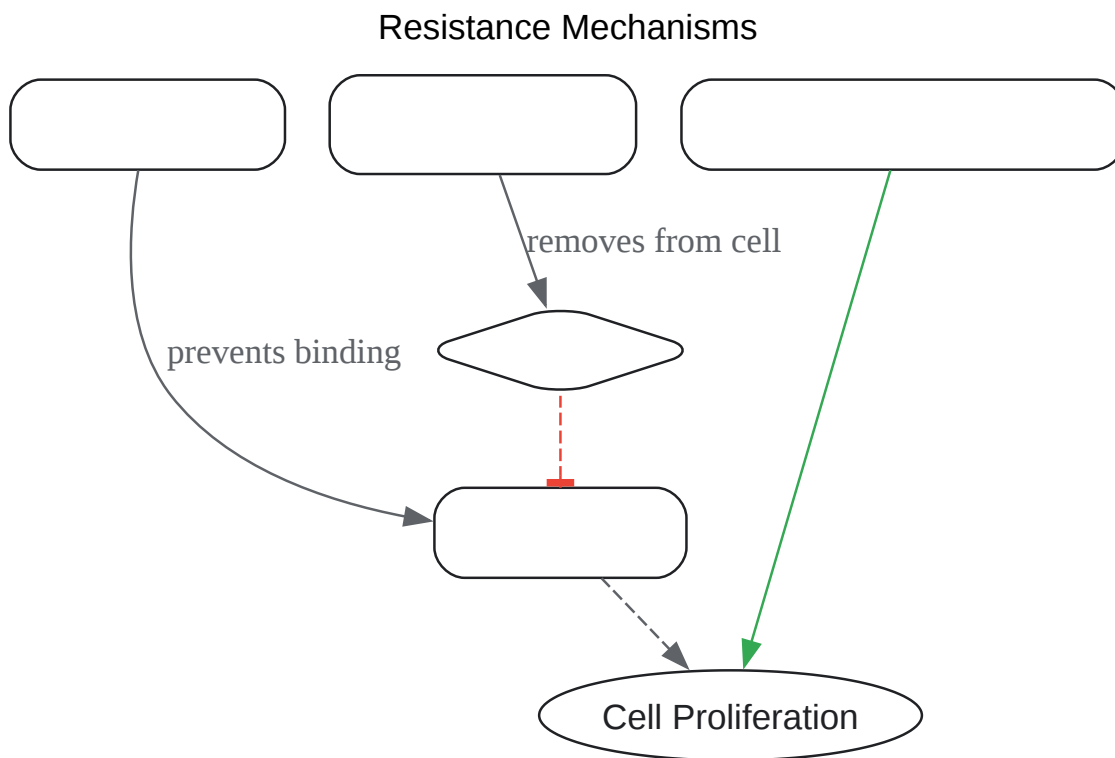 Resistance Mechanisms
removes from cell
prevents binding
Cell Proliferation